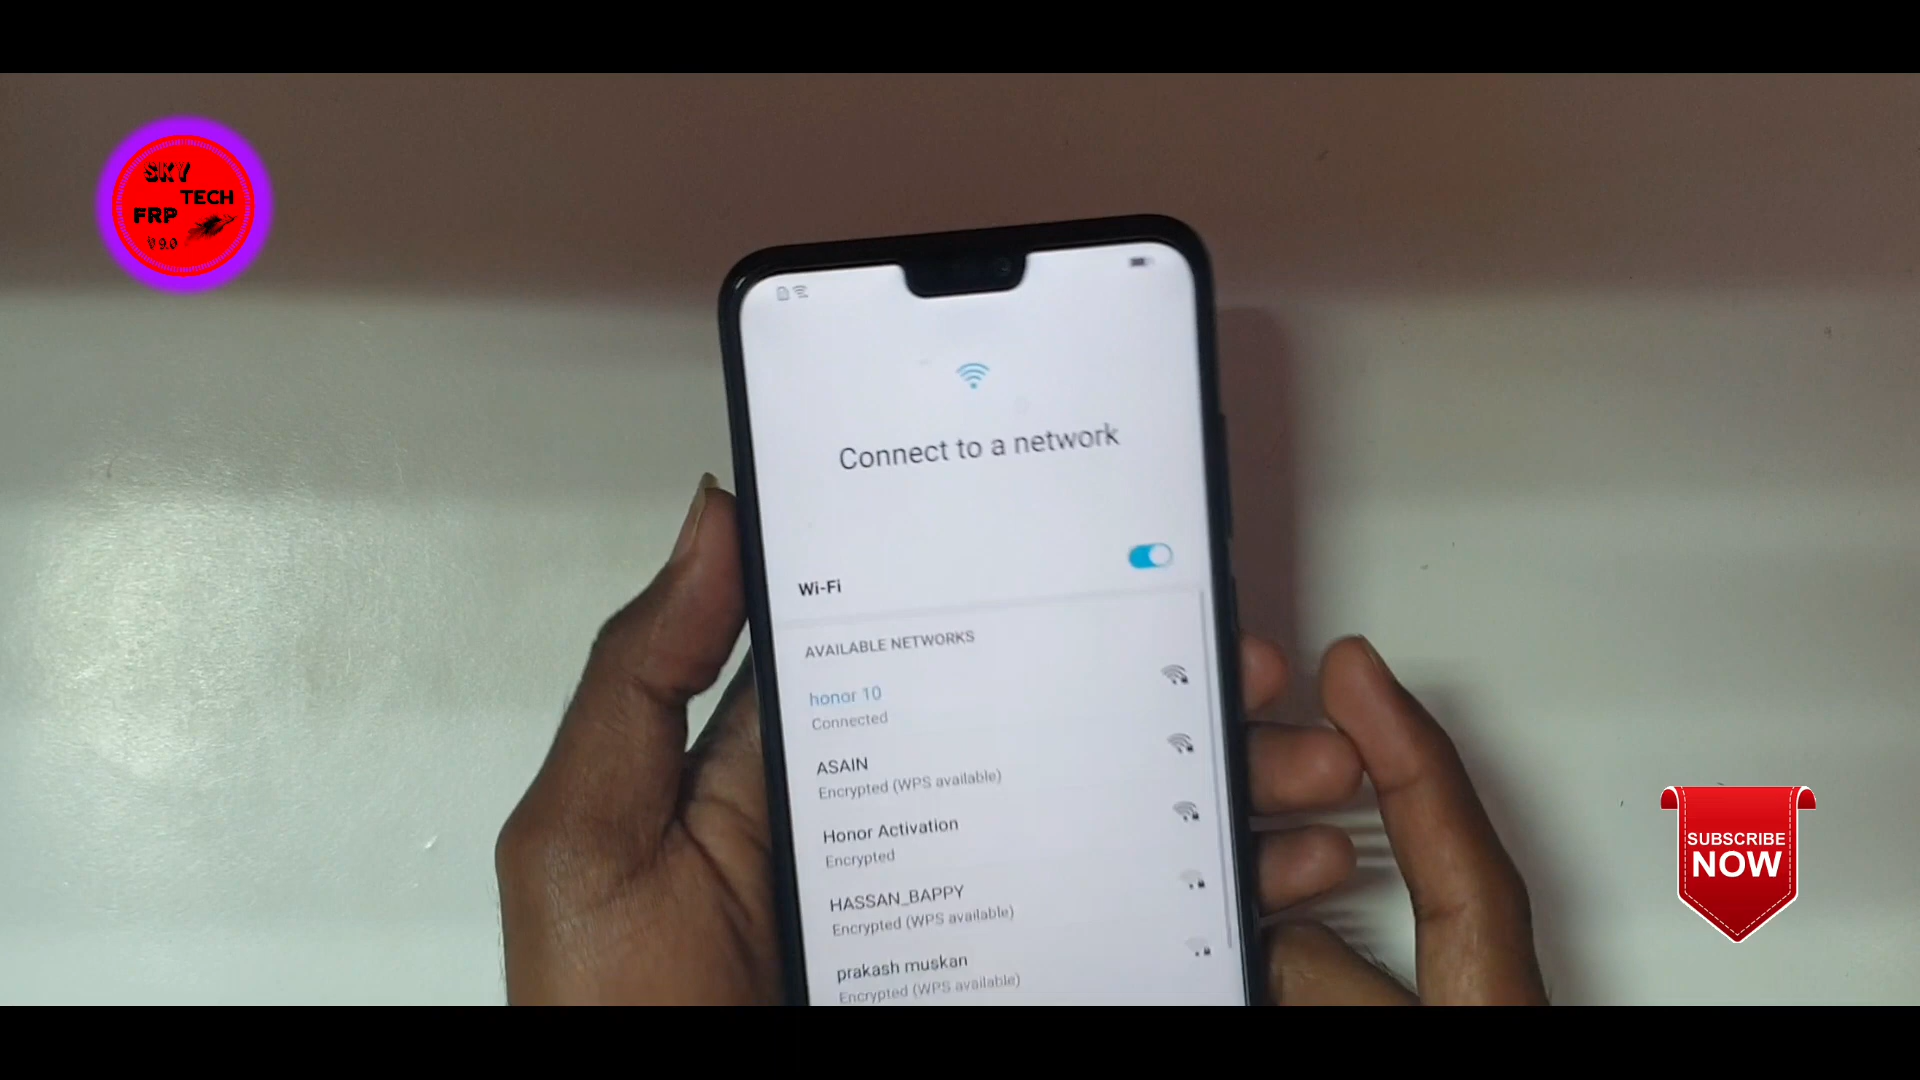 SKY
TECH
FRP
V 9.0
Connect to a network
Wi-Fi
AVAILABLE NETWORKS
honor 10
Connected
ASAIN
Encrypted (WPS available)
Honor Activation
Encrypted
HASSAN_BAPPY
Encrypted (WPS available)
prakash muskan
Encrypted (WPS available)
SUBSCRIBE
NOW